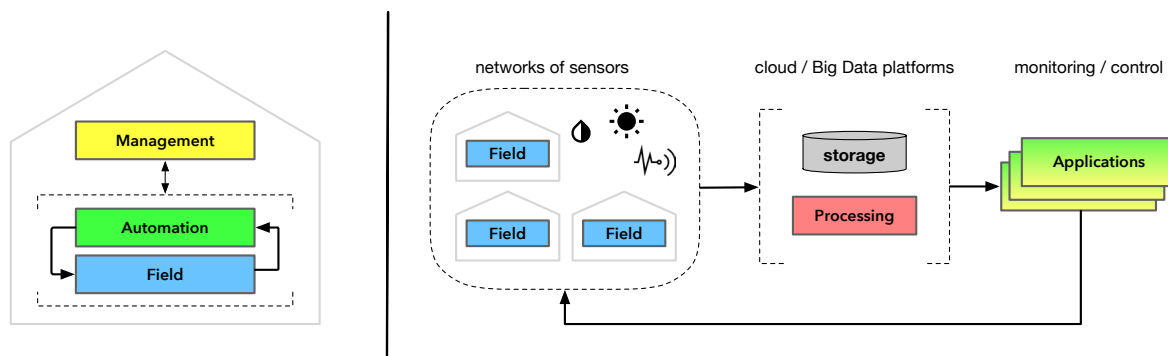 Management
Automation
Field
networks of sensors
cloud / Big Data platforms
monitoring / control
Field
Field
Field
storage
Processing
Applications